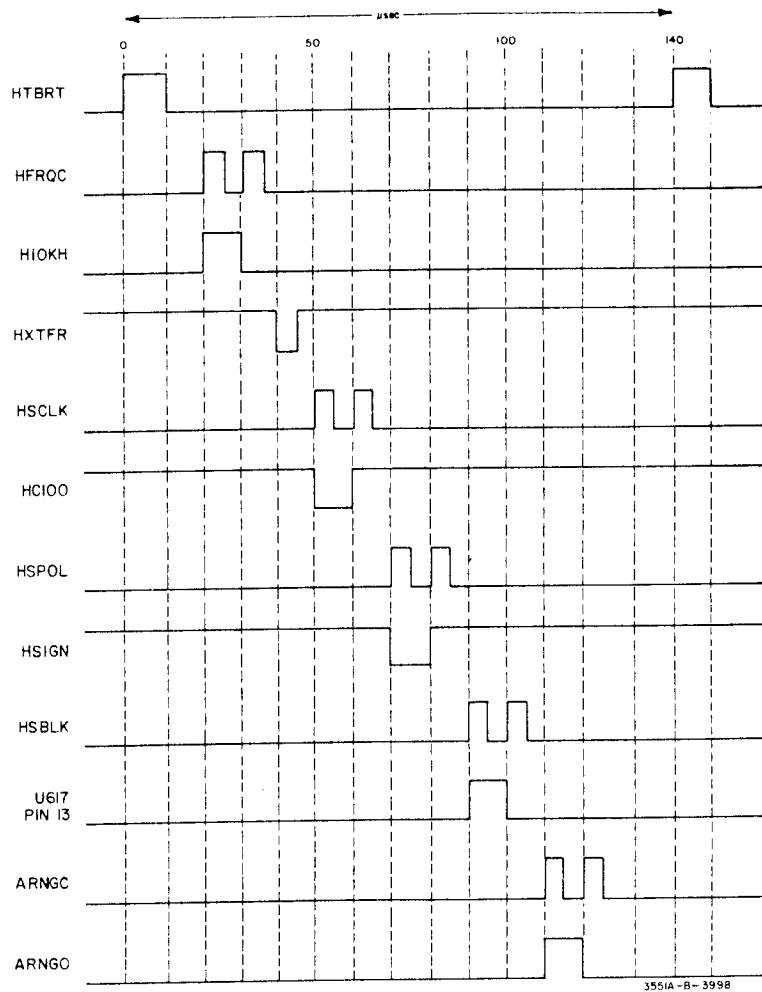 μsec
0 50 100 140
HTBRT
HFRQC
HIOKH
HXTFR
HSCLK
HCIOO
HSPOL
HSIGN
HSBLK
U617
PIN 13
ARNGC
ARNGO
3551A-B-3998